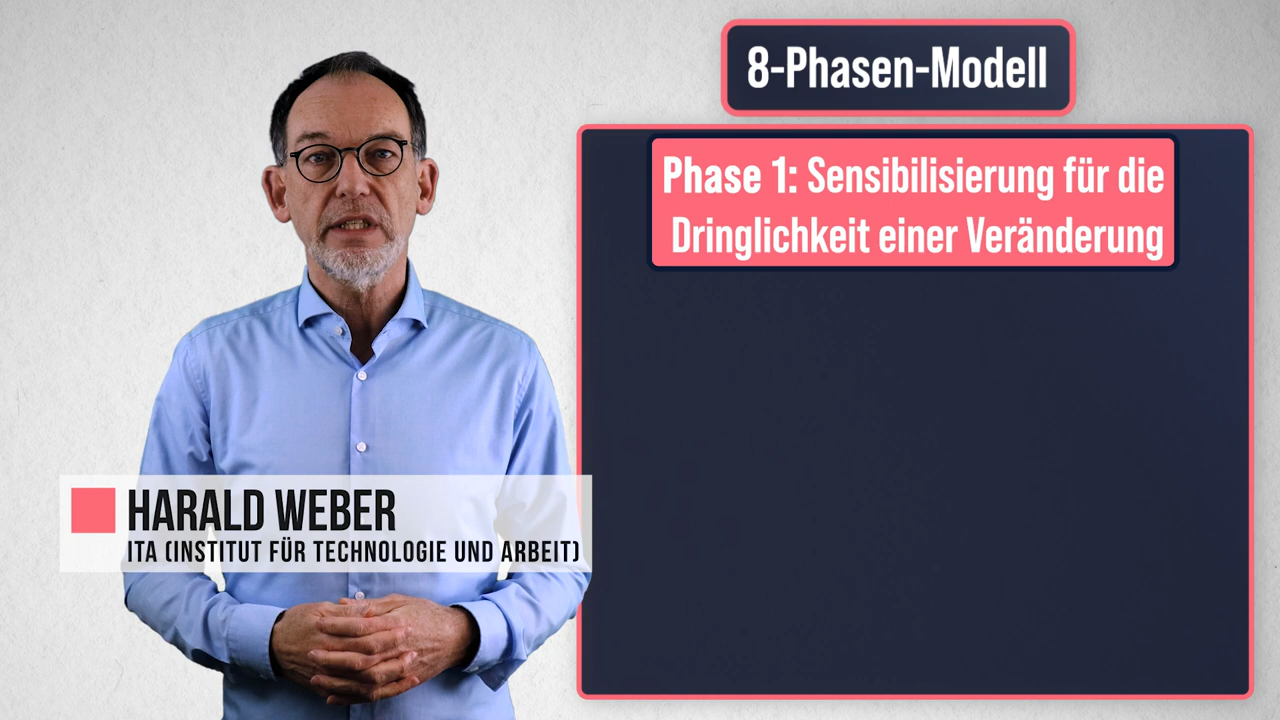 8-Phasen-Modell
Phase 1: Sensibilisierung für die
Dringlichkeit einer Veränderung
HARALD WEBER
ITA (INSTITUT FÜR TECHNOLOGIE UND ARBEIT)